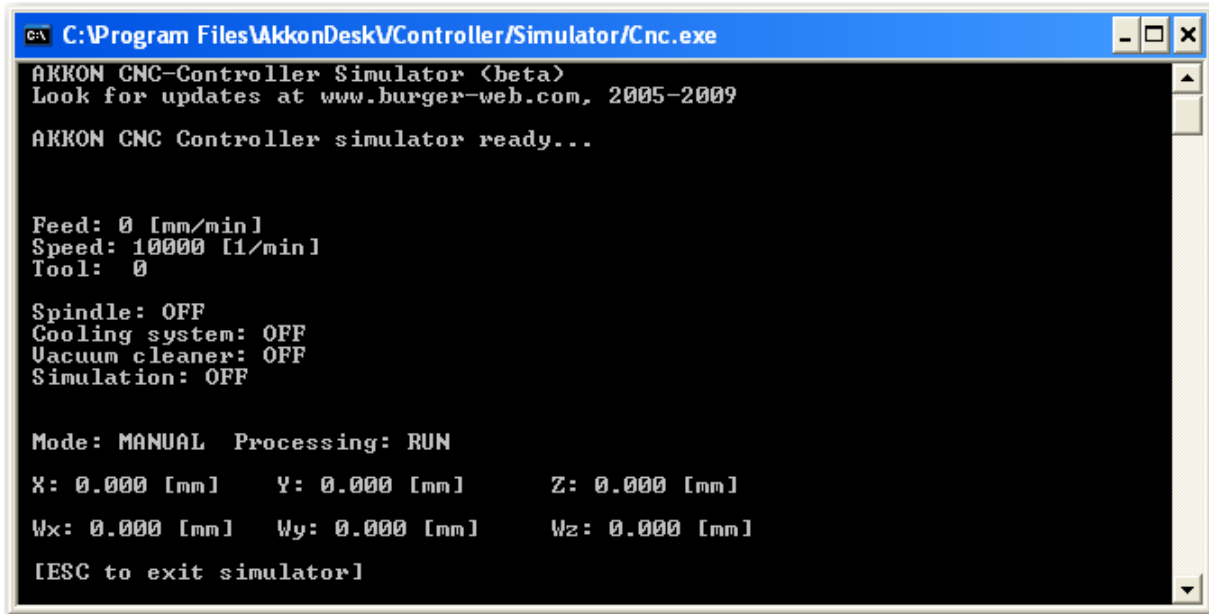 C:\Program Files\AkkonDesk\/Controller/Simulator/Cnc.exe
AKKON CNC-Controller Simulator (beta)
Look for updates at www.burger-web.com, 2005-2009
AKKON CNC Controller simulator ready...
Feed: 0 [mm/min]
Speed: 10000 [1/min]
Tool:  0
Spindle: OFF
Cooling system: OFF
Vacuum cleaner: OFF
Simulation: OFF
Mode: MANUAL  Processing: RUN
X: 0.000 [mm]    Y: 0.000 [mm]      Z: 0.000 [mm]
Wx: 0.000 [mm]   Wy: 0.000 [mm]     Wz: 0.000 [mm]
[ESC to exit simulator]